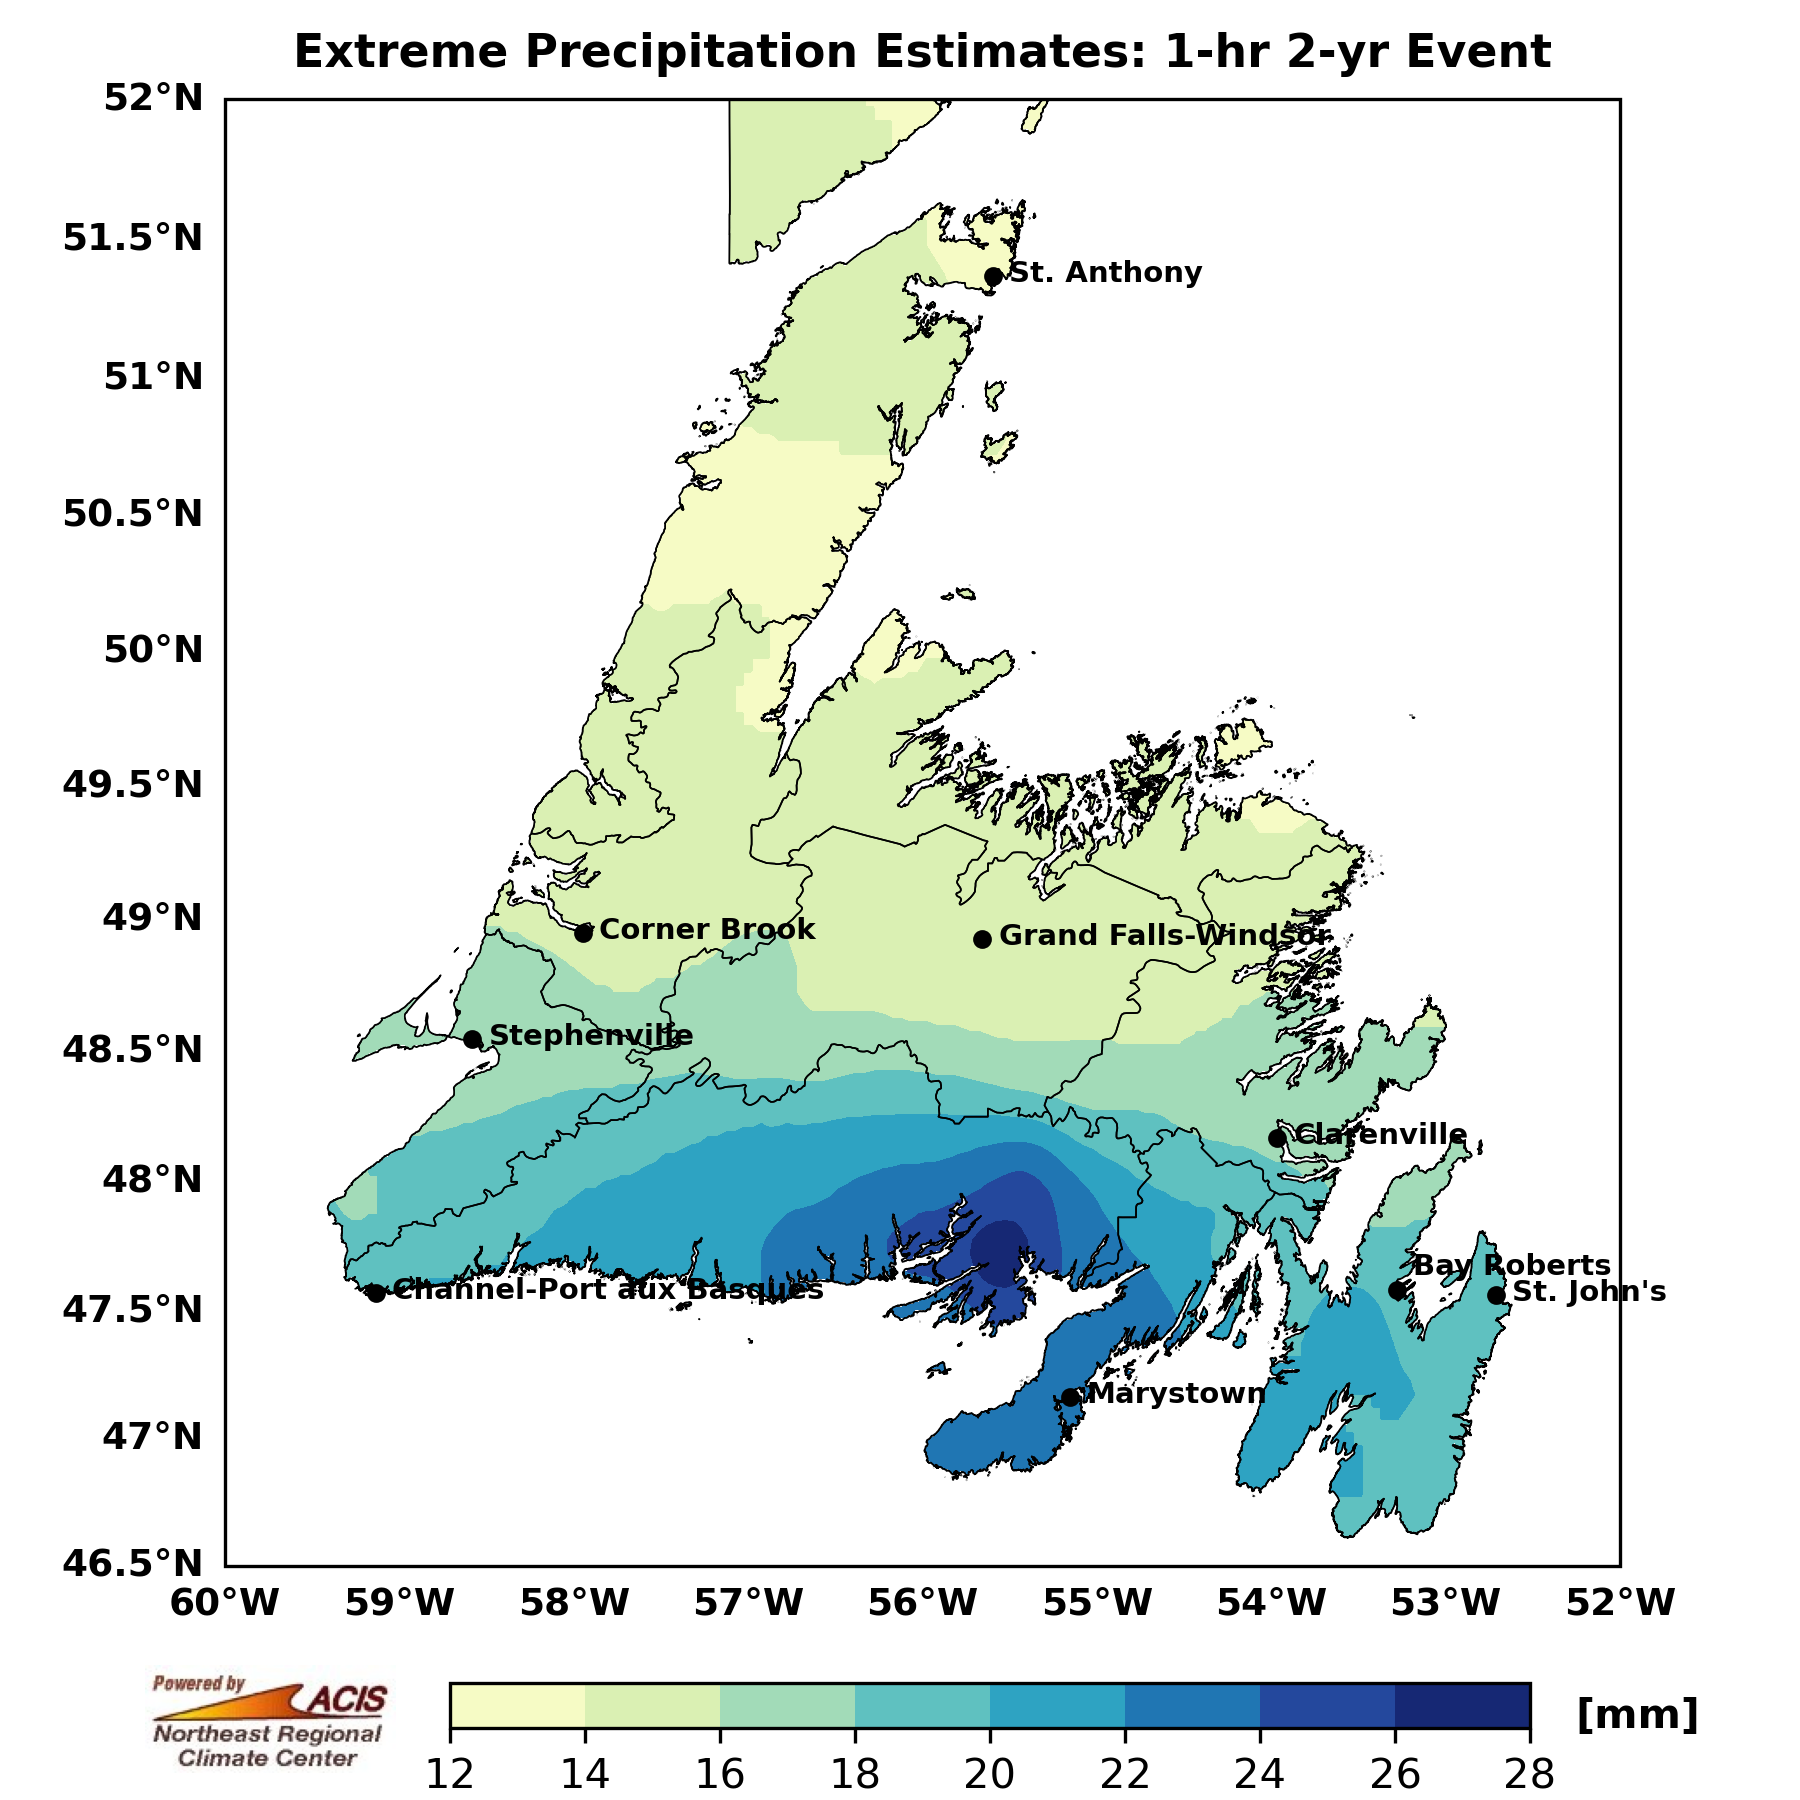 Extreme Precipitation Estimates: 1-hr 2-yr Event
52°N
51.5°N
St. Anthony
51°N
50.5°N
50°N
49.5°N
49°N
Corner Brook
Grand Falls-Windsor
48.5°N
Stephenville
Clarenville
48°N
Bay Roberts
Channel-Port aux Basques
St. John's
47.5°N
Marystown
47°N
46.5°N
60°W 59°W 58°W 57°W 56°W 55°W 54°W 53°W 52°W
Powered by
ACIS
Northeast Regional
Climate Center
[mm]
12 14 16 18 20 22 24 26 28